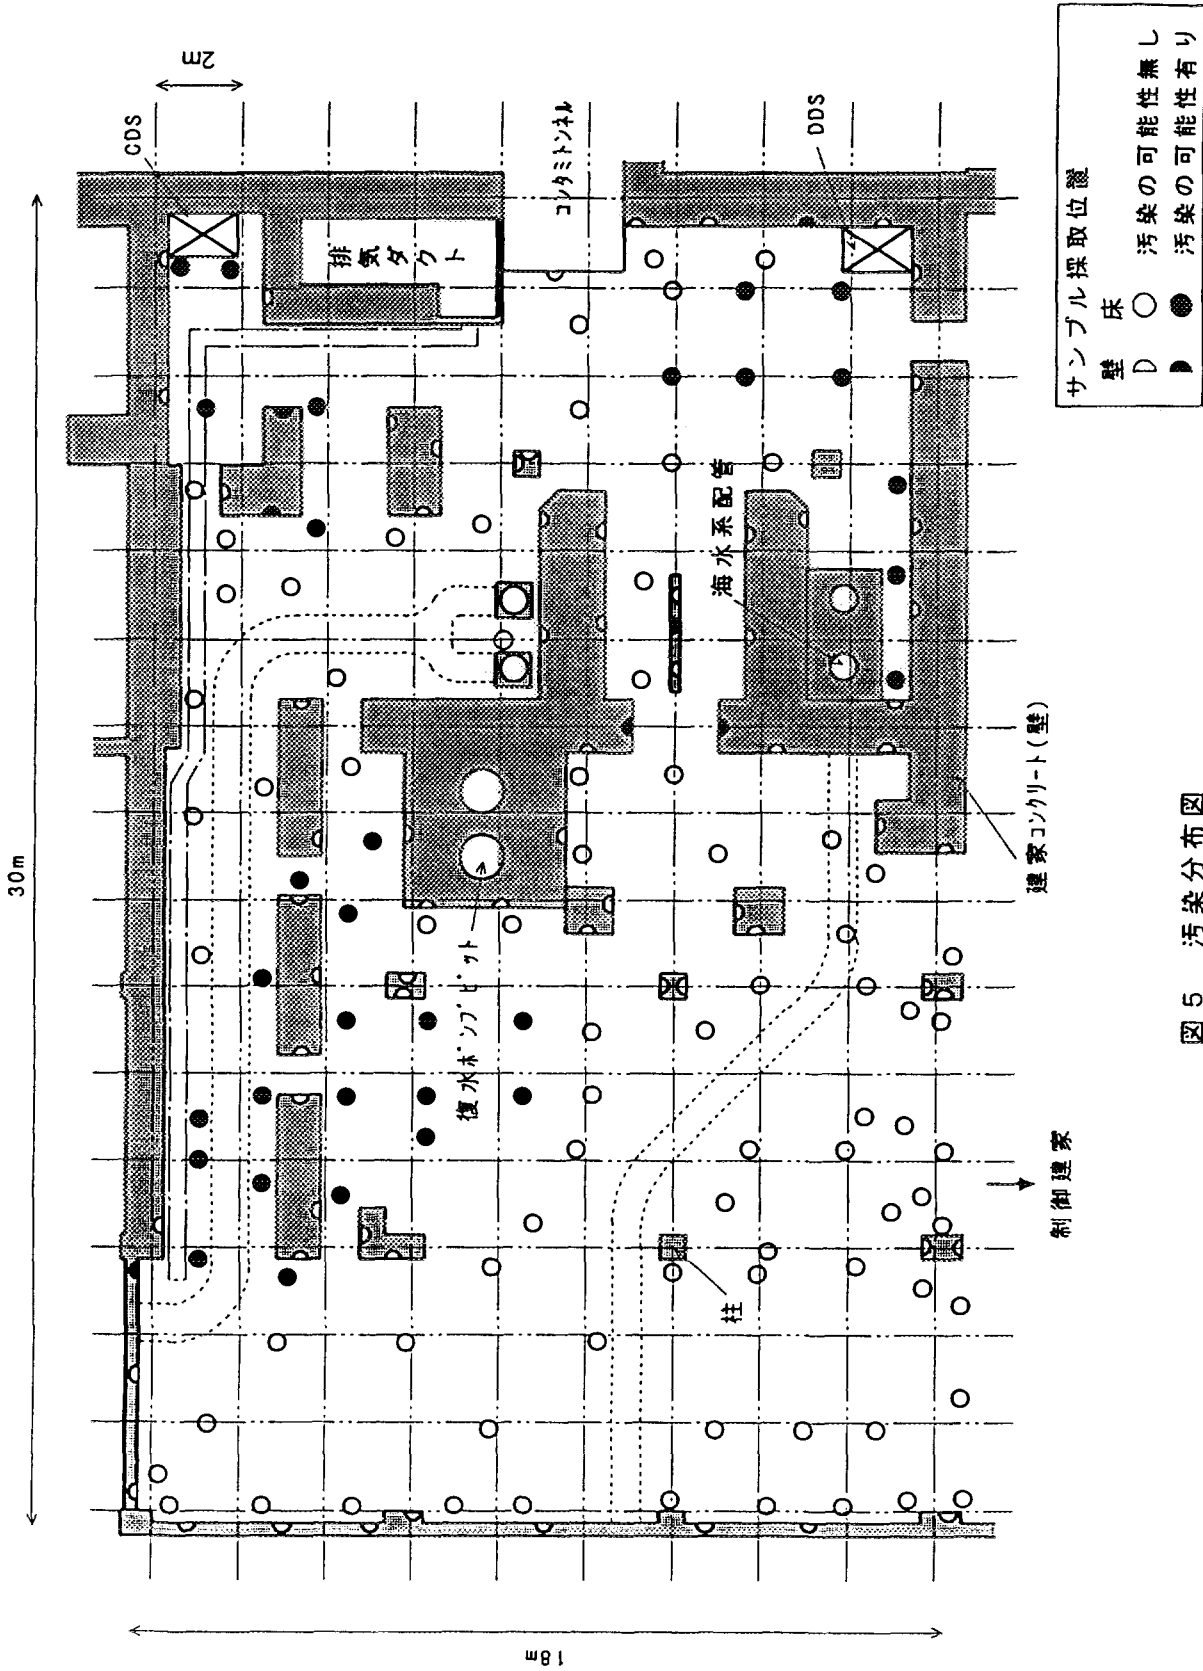 30m
2m
18m
CDS
排気ダクト
コンタミトンネル
DDS
海水系配管
復水ポンプピット
建家コンクリート(壁)
柱
制御建家
サンプル採取位置
壁 床
汚染の可能性無し
汚染の可能性有り
図5 汚染分布図